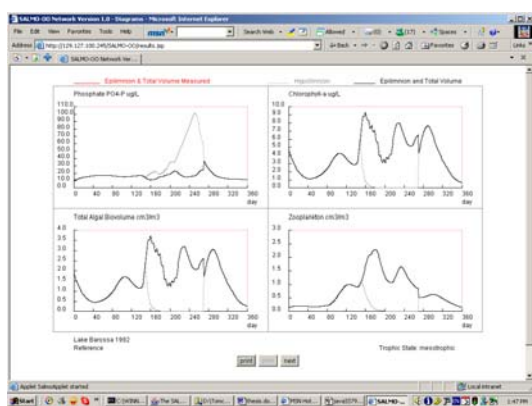 SALMO-OO Network Version 1.0 - Diagrams - Microsoft Internet Explorer
File Edit View Favorites Tools Help Search Web
Address http://129.127.100.245/SALMO-OO/results.jsp Back Search Favorites Links
SALMO-OO Network Ver...
Epilimnion & Total Volume Measured Hypolimnion Epilimnion and Total Volume
Phosphate PO4-P ug/L
110.0
100.0
90.0
80.0
70.0
60.0
50.0
40.0
30.0
20.0
10.0
0.0
0 40 80 120 160 200 240 280 320 360
day
Chlorophyll-a ug/L
10.0
9.0
8.0
7.0
6.0
5.0
4.0
3.0
2.0
1.0
0.0
0 40 80 120 160 200 240 280 320 360
day
Total Algal Biovolume cm3/m3
4.0
3.5
3.0
2.5
2.0
1.5
1.0
0.5
0.0
0 40 80 120 160 200 240 280 320 360
day
Zooplankton cm3/m3
3.0
2.5
2.0
1.5
1.0
0.5
0.0
0 40 80 120 160 200 240 280 320 360
day
Lake Barossa 1982
Reference Trophic State: mesotrophic
print next
Applet started Local intranet
Start 1:47 PM